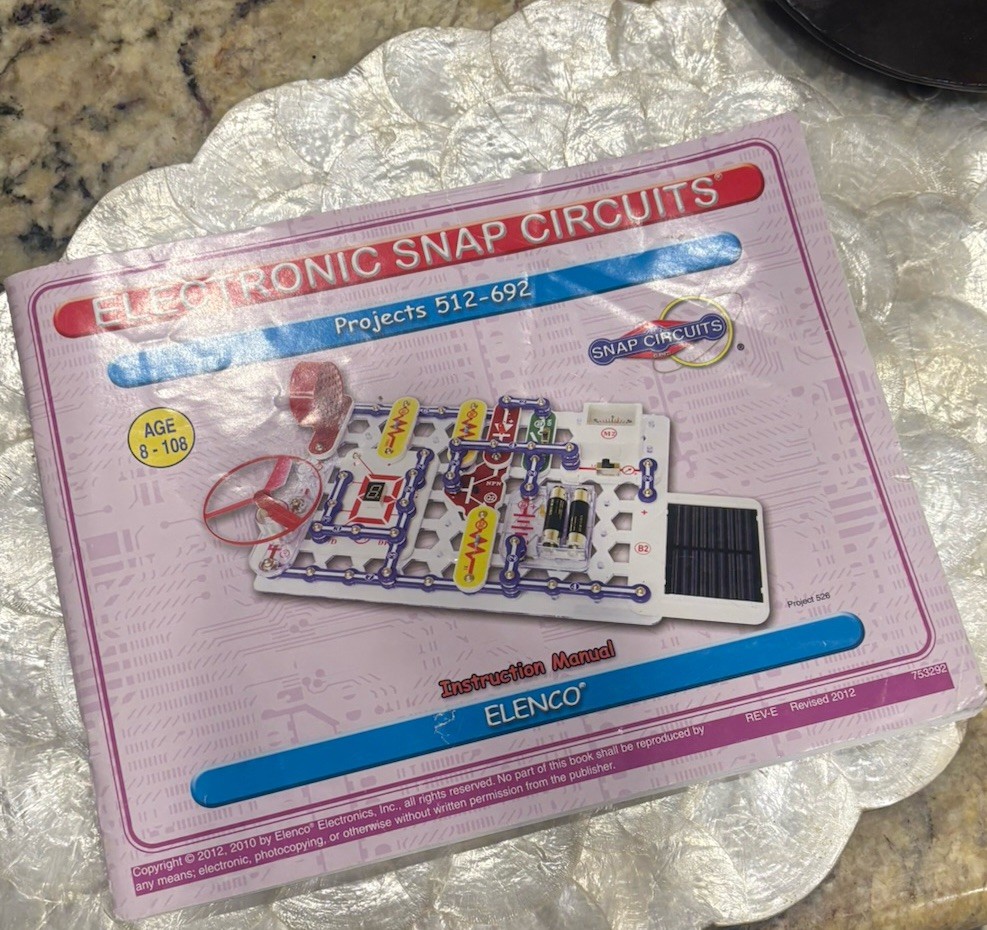 ELECTRONIC SNAP CIRCUITS®
Projects 512-692
SNAP CIRCUITS ®
AGE
8 - 108
NPN
B2
+
Project 526
Instruction Manual
ELENCO®
753292
REV-E Revised 2012
Copyright © 2012, 2010 by Elenco® Electronics, Inc., all rights reserved. No part of this book shall be reproduced by
any means; electronic, photocopying, or otherwise without written permission from the publisher.